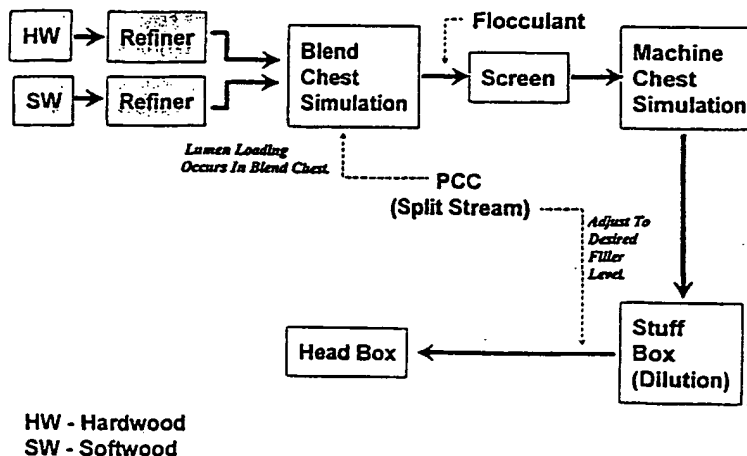 HW
Refiner
SW
Refiner
Blend
Chest
Simulation
Flocculant
Screen
Machine
Chest
Simulation
Lumen Loading
Occurs In Blend Chest.
PCC
(Split Stream)
Adjust To
Desired
Filler
Level.
Head Box
Stuff
Box
(Dilution)
HW - Hardwood
SW - Softwood